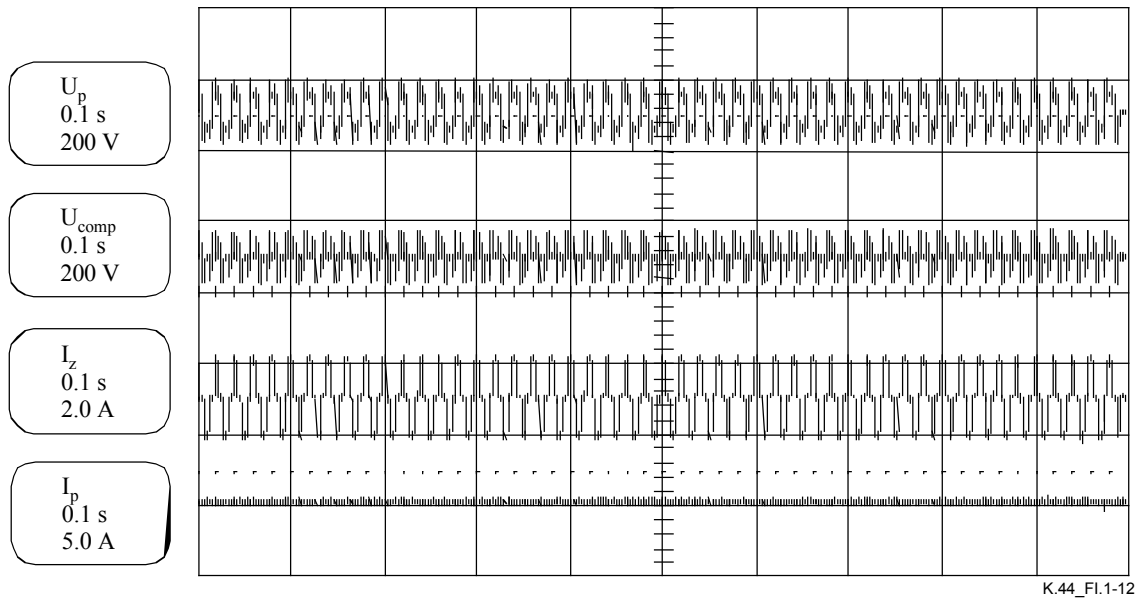 U_p
0.1 s
200 V
U_comp
0.1 s
200 V
I_z
0.1 s
2.0 A
I_p
0.1 s
5.0 A
K.44_FI.1-12